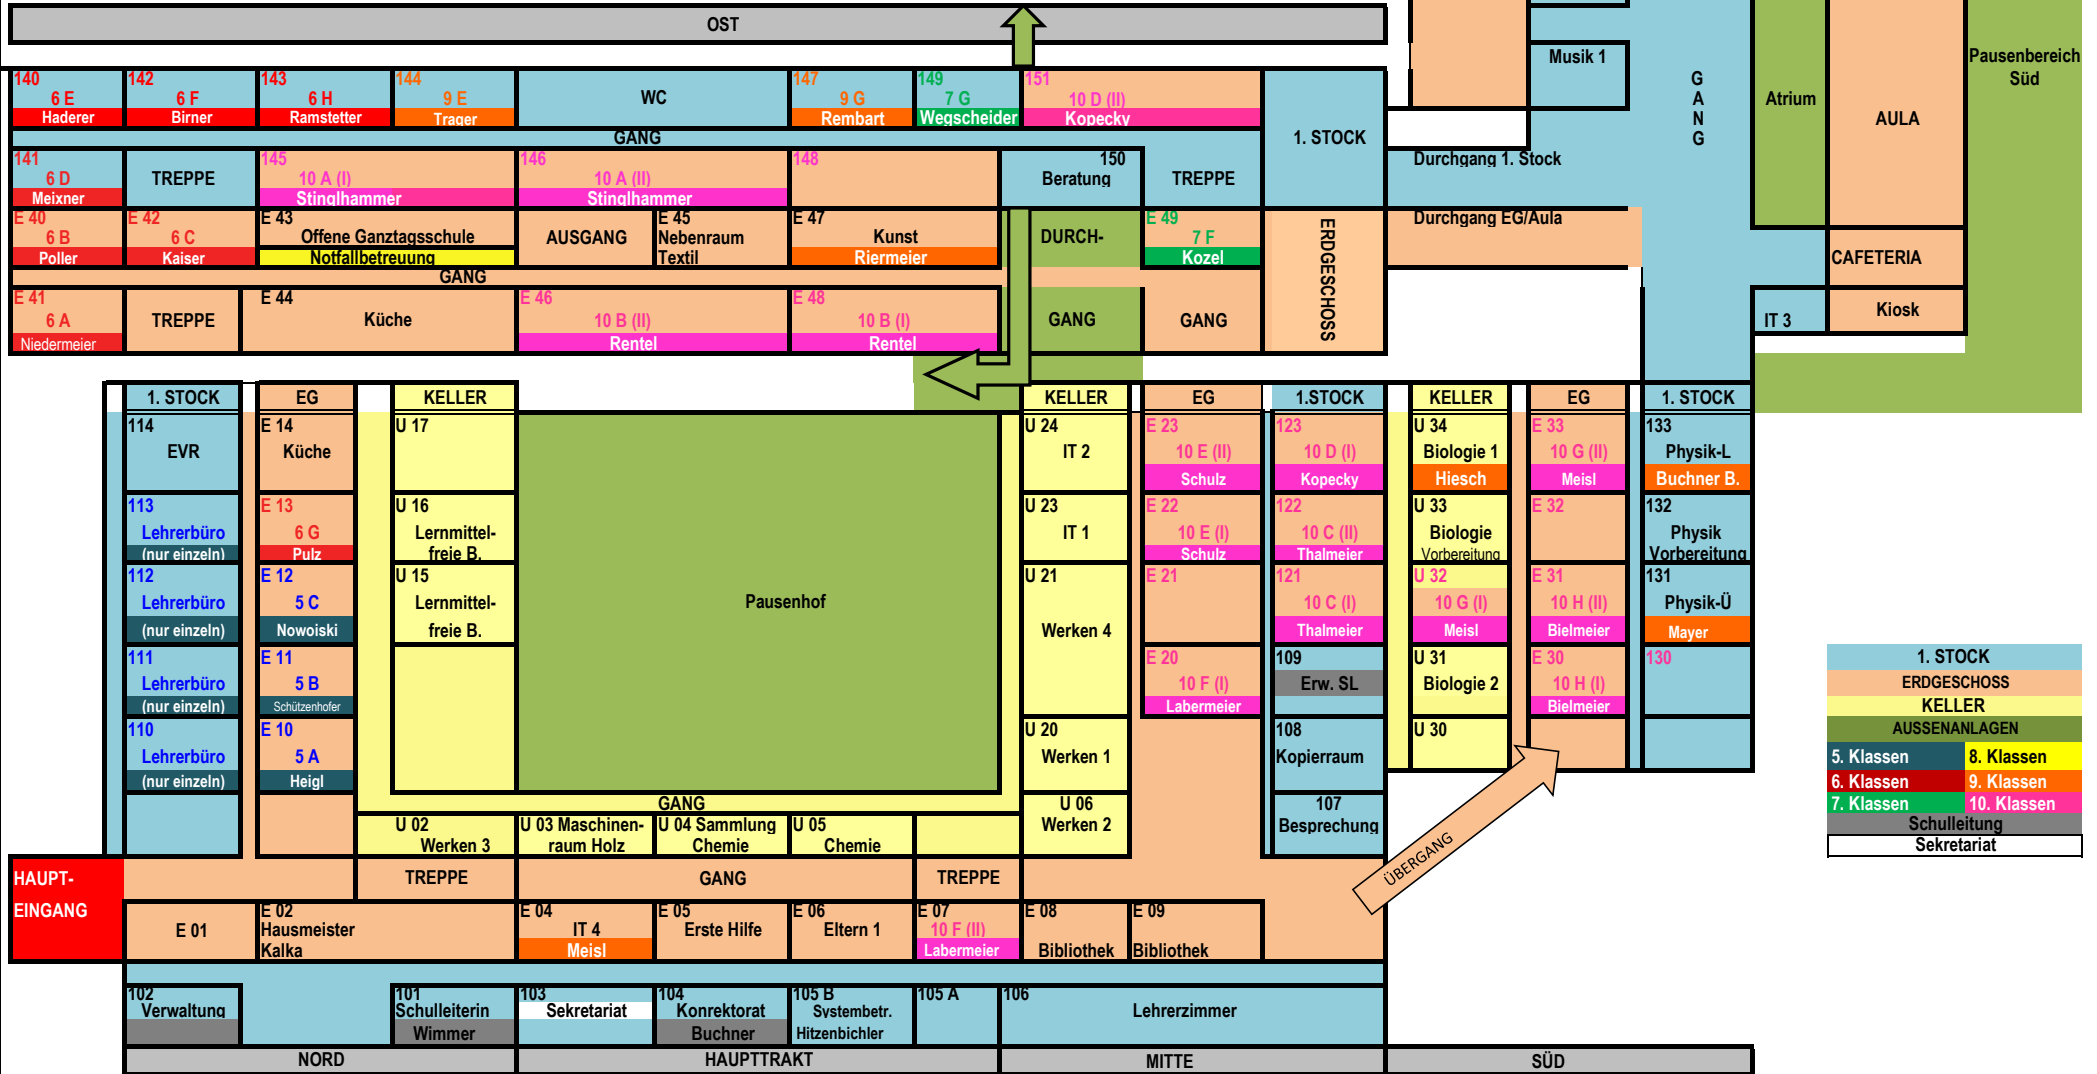 OST
Musik 1
Pausenbereich
Süd
G
A
N
G
Atrium
AULA
140
6 E
Haderer
142
6 F
Birner
143
6 H
Ramstetter
144
9 E
Trager
WC
147
9 G
Rembart
149
7 G
Wegscheider
151
10 D (II)
Kopecky
1. STOCK
GANG
141
6 D
Meixner
TREPPE
145
10 A (I)
Stinglhammer
146
10 A (II)
Stinglhammer
148
150
Beratung
TREPPE
Durchgang 1. Stock
E 40
6 B
Poller
E 42
6 C
Kaiser
E 43
Offene Ganztagsschule
Notfallbetreuung
AUSGANG
E 45
Nebenraum
Textil
E 47
Kunst
Riermeier
DURCH-
E 49
7 F
Kozel
ERDGESCHOSS
Durchgang EG/Aula
CAFETERIA
GANG
E 41
6 A
Niedermeier
TREPPE
E 44
Küche
E 46
10 B (II)
Rentel
E 48
10 B (I)
Rentel
GANG
GANG
IT 3
Kiosk
1. STOCK
EG
KELLER
KELLER
EG
1.STOCK
KELLER
EG
1. STOCK
114
EVR
E 14
Küche
U 17
U 24
IT 2
E 23
10 E (II)
Schulz
123
10 D (I)
Kopecky
U 34
Biologie 1
Hiesch
E 33
10 G (II)
Meisl
133
Physik-L
Buchner B.
113
Lehrerbüro
(nur einzeln)
E 13
6 G
Pulz
U 16
Lernmittel-
freie B.
U 23
IT 1
E 22
10 E (I)
Schulz
122
10 C (II)
Thalmeier
U 33
Biologie
Vorbereitung
E 32
132
Physik
Vorbereitung
112
Lehrerbüro
(nur einzeln)
E 12
5 C
Nowoiski
U 15
Lernmittel-
freie B.
Pausenhof
U 21
Werken 4
E 21
121
10 C (I)
Thalmeier
U 32
10 G (I)
Meisl
E 31
10 H (II)
Bielmeier
131
Physik-Ü
Mayer
111
Lehrerbüro
(nur einzeln)
E 11
5 B
Schützenhofer
E 20
10 F (I)
Labermeier
109
Erw. SL
U 31
Biologie 2
E 30
10 H (I)
Bielmeier
130
110
Lehrerbüro
(nur einzeln)
E 10
5 A
Heigl
U 20
Werken 1
108
Kopierraum
U 30
1. STOCK
ERDGESCHOSS
KELLER
AUSSENANLAGEN
5. Klassen
8. Klassen
6. Klassen
9. Klassen
7. Klassen
10. Klassen
Schulleitung
Sekretariat
GANG
U 02
Werken 3
U 03 Maschinen-
raum Holz
U 04 Sammlung
Chemie
U 05
Chemie
U 06
Werken 2
107
Besprechung
ÜBERGANG
HAUPT-
EINGANG
TREPPE
GANG
TREPPE
E 01
E 02
Hausmeister
Kalka
E 04
IT 4
Meisl
E 05
Erste Hilfe
E 06
Eltern 1
E 07
10 F (II)
Labermeier
E 08
Bibliothek
E 09
Bibliothek
102
Verwaltung
101
Schulleiterin
Wimmer
103
Sekretariat
104
Konrektorat
Buchner
105 B
Systembetr.
Hitzenbichler
105 A
106
Lehrerzimmer
NORD
HAUPTTRAKT
MITTE
SÜD